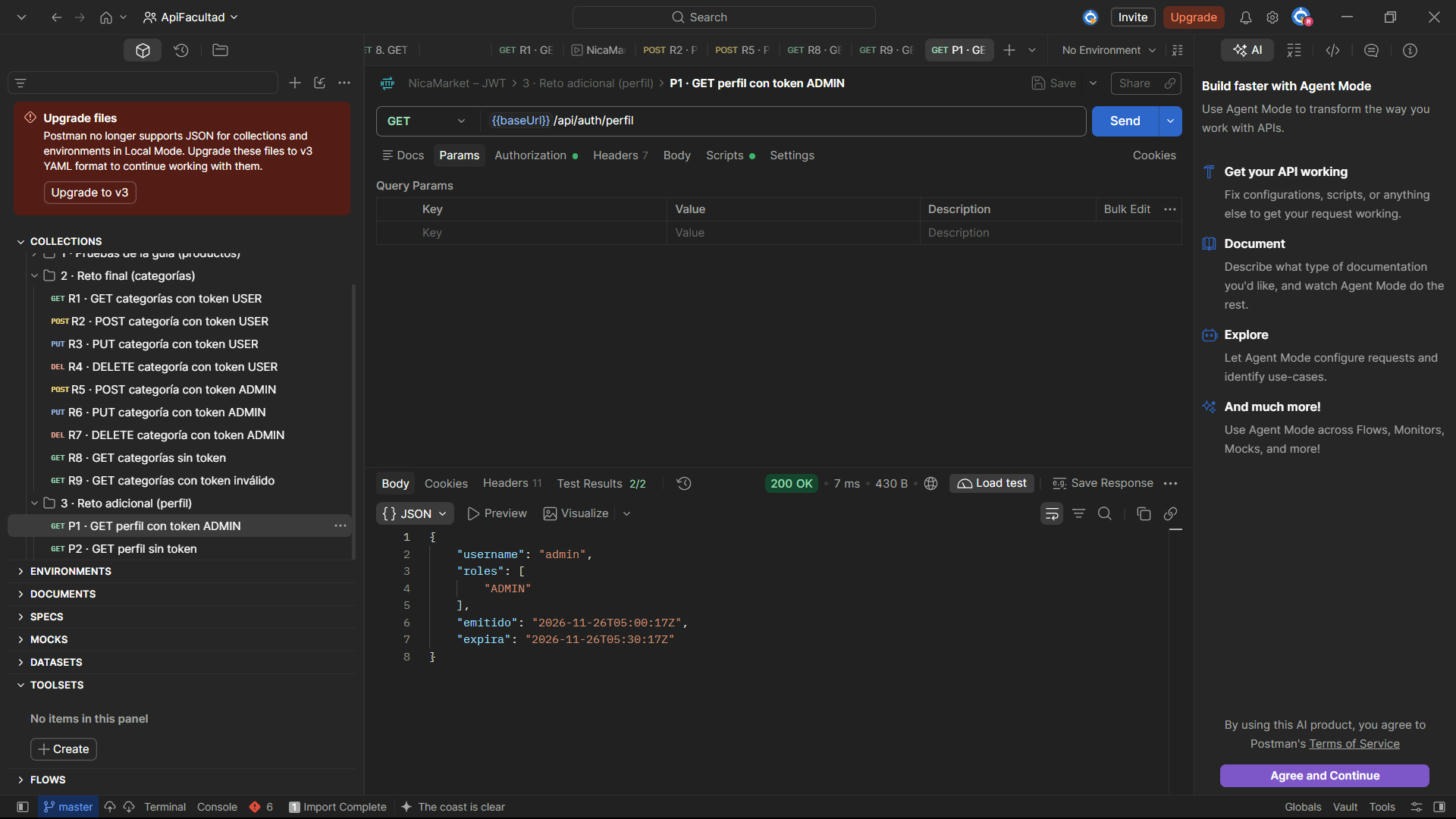 ApiFacultad
Search
Invite
Upgrade
GET 8. GET
GET R1 · GE
NicaMa
POST R2 · P
POST R5 · P
GET R8 · GE
GET R9 · GE
GET P1 · GE
No Environment
AI
NicaMarket – JWT > 3 · Reto adicional (perfil) > P1 · GET perfil con token ADMIN
Save
Share
Upgrade files
Postman no longer supports JSON for collections and
environments in Local Mode. Upgrade these files to v3
YAML format to continue working with them.
Upgrade to v3
COLLECTIONS
1 · Pruebas de la guía (productos)
2 · Reto final (categorías)
GET R1 · GET categorías con token USER
POST R2 · POST categoría con token USER
PUT R3 · PUT categoría con token USER
DEL R4 · DELETE categoría con token USER
POST R5 · POST categoría con token ADMIN
PUT R6 · PUT categoría con token ADMIN
DEL R7 · DELETE categoría con token ADMIN
GET R8 · GET categorías sin token
GET R9 · GET categorías con token inválido
3 · Reto adicional (perfil)
GET P1 · GET perfil con token ADMIN
GET P2 · GET perfil sin token
ENVIRONMENTS
DOCUMENTS
SPECS
MOCKS
DATASETS
TOOLSETS
No items in this panel
Create
FLOWS
GET
{{baseUrl}} /api/auth/perfil
Send
Docs
Params
Authorization
Headers 7
Body
Scripts
Settings
Cookies
Query Params
Key Value Description Bulk Edit
Key Value Description
Body
Cookies
Headers 11
Test Results 2/2
200 OK
7 ms
430 B
Load test
Save Response
{} JSON
Preview
Visualize
1 {
2 "username": "admin",
3 "roles": [
4 "ADMIN"
5 ],
6 "emitido": "2026-11-26T05:00:17Z",
7 "expira": "2026-11-26T05:30:17Z"
8 }
Build faster with Agent Mode
Use Agent Mode to transform the way you
work with APIs.
Get your API working
Fix configurations, scripts, or anything
else to get your request working.
Document
Describe what type of documentation
you'd like, and watch Agent Mode do the
rest.
Explore
Let Agent Mode configure requests and
identify use-cases.
And much more!
Use Agent Mode across Flows, Monitors,
Mocks, and more!
By using this AI product, you agree to
Postman's Terms of Service
Agree and Continue
master
Terminal
Console
6
1 Import Complete
The coast is clear
Globals
Vault
Tools